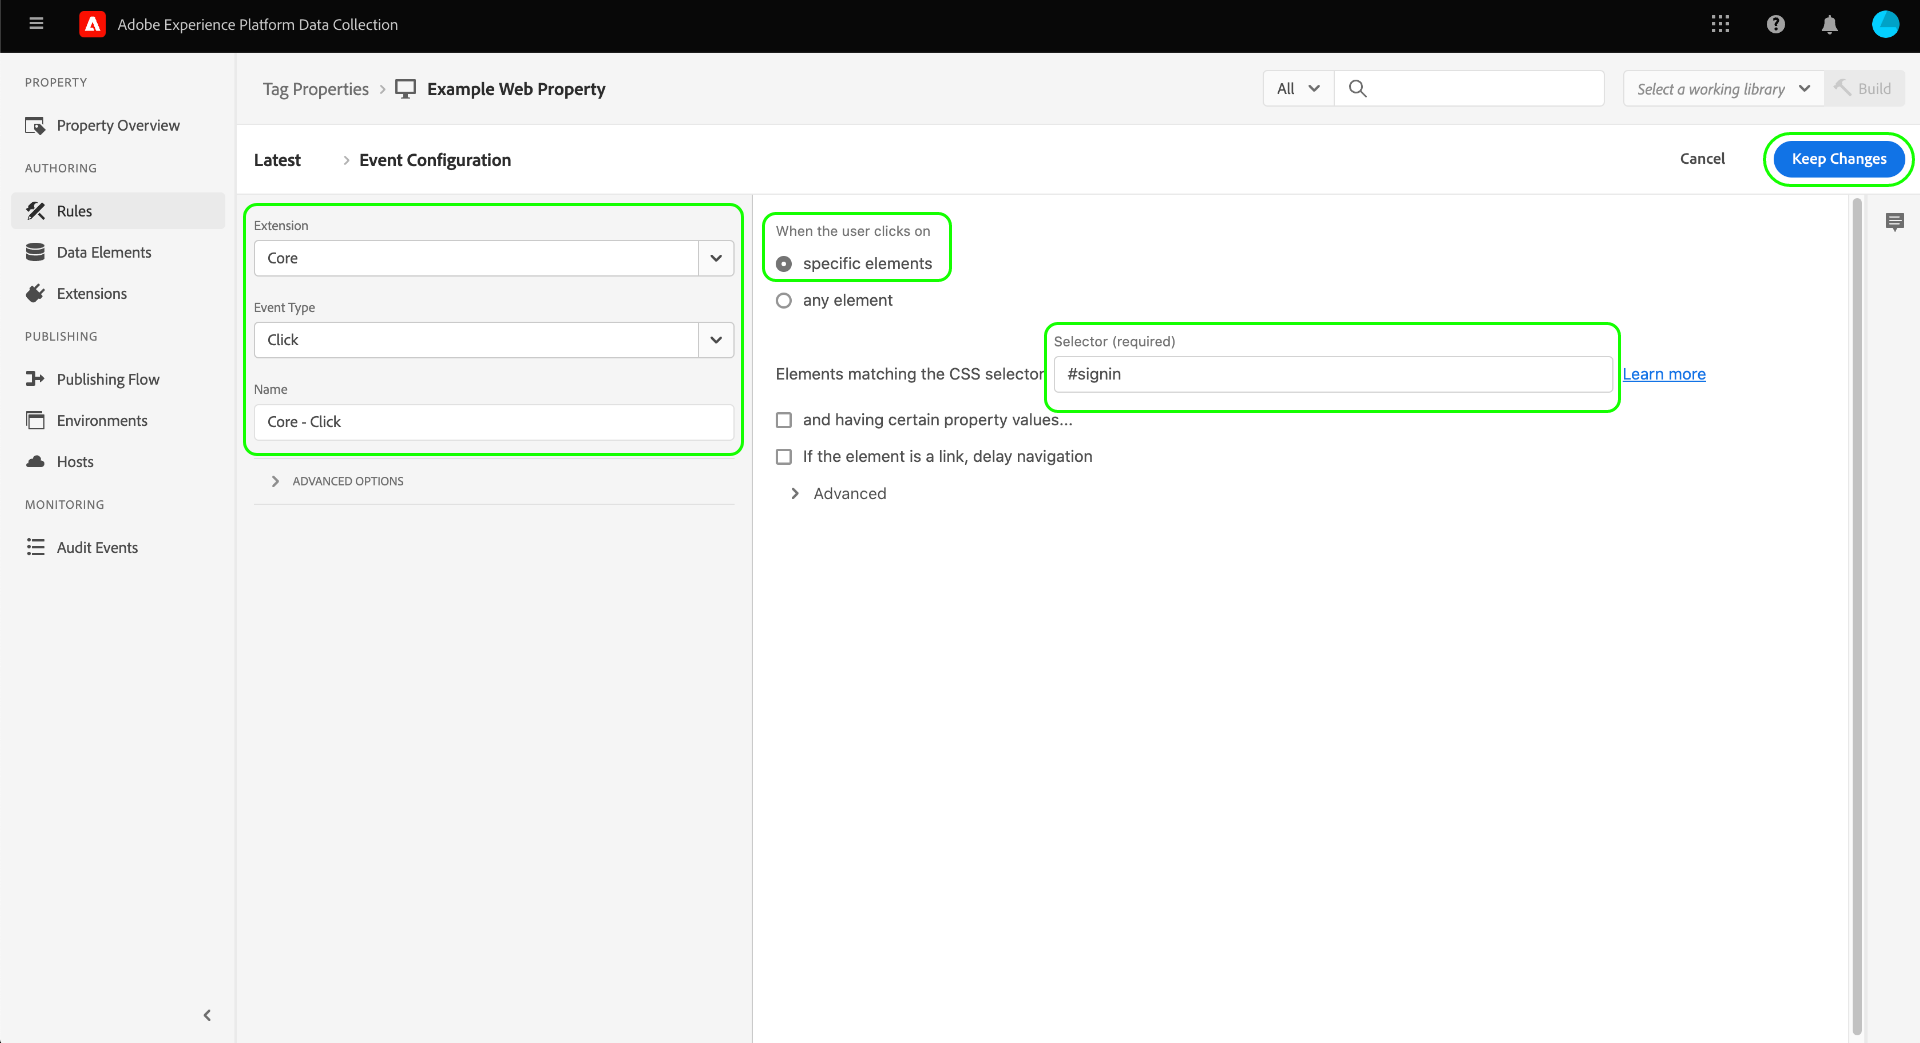 Adobe Experience Platform Data Collection
PROPERTY
Property Overview
AUTHORING
Rules
Data Elements
Extensions
PUBLISHING
Publishing Flow
Environments
Hosts
MONITORING
Audit Events
Tag Properties > Example Web Property
All
Select a working library
Build
Latest > Event Configuration
Cancel
Keep Changes
Extension
Core
Event Type
Click
Name
Core - Click
ADVANCED OPTIONS
When the user clicks on
specific elements
any element
Selector (required)
Elements matching the CSS selector #signin Learn more
and having certain property values...
If the element is a link, delay navigation
Advanced